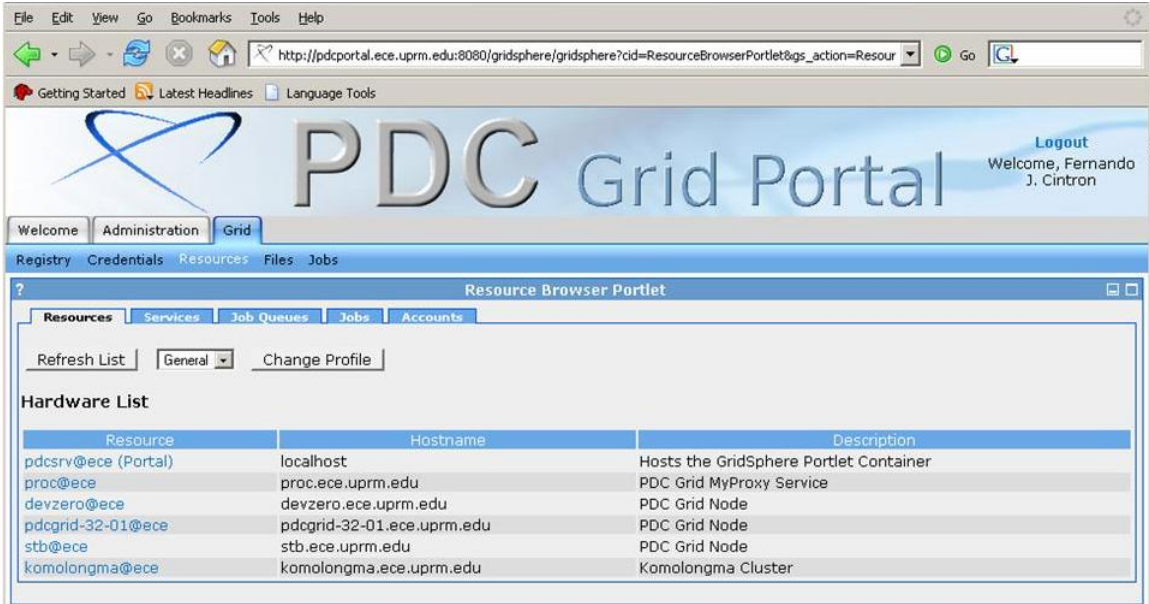 File Edit View Go Bookmarks Tools Help
http://pdcportal.ece.uprm.edu:8080/gridsphere/gridsphere?cid=ResourceBrowserPortlet&gs_action=Resour Go G
Getting Started Latest Headlines Language Tools
PDC Grid Portal
Logout
Welcome, Fernando
J. Cintron
Welcome Administration Grid
Registry Credentials Resources Files Jobs
? Resource Browser Portlet
Resources Services Job Queues Jobs Accounts
Refresh List General Change Profile
Hardware List
Resource Hostname Description
pdcsrv@ece (Portal) localhost Hosts the GridSphere Portlet Container
proc@ece proc.ece.uprm.edu PDC Grid MyProxy Service
devzero@ece devzero.ece.uprm.edu PDC Grid Node
pdcgrid-32-01@ece pdcgrid-32-01.ece.uprm.edu PDC Grid Node
stb@ece stb.ece.uprm.edu PDC Grid Node
komolongma@ece komolongma.ece.uprm.edu Komolongma Cluster